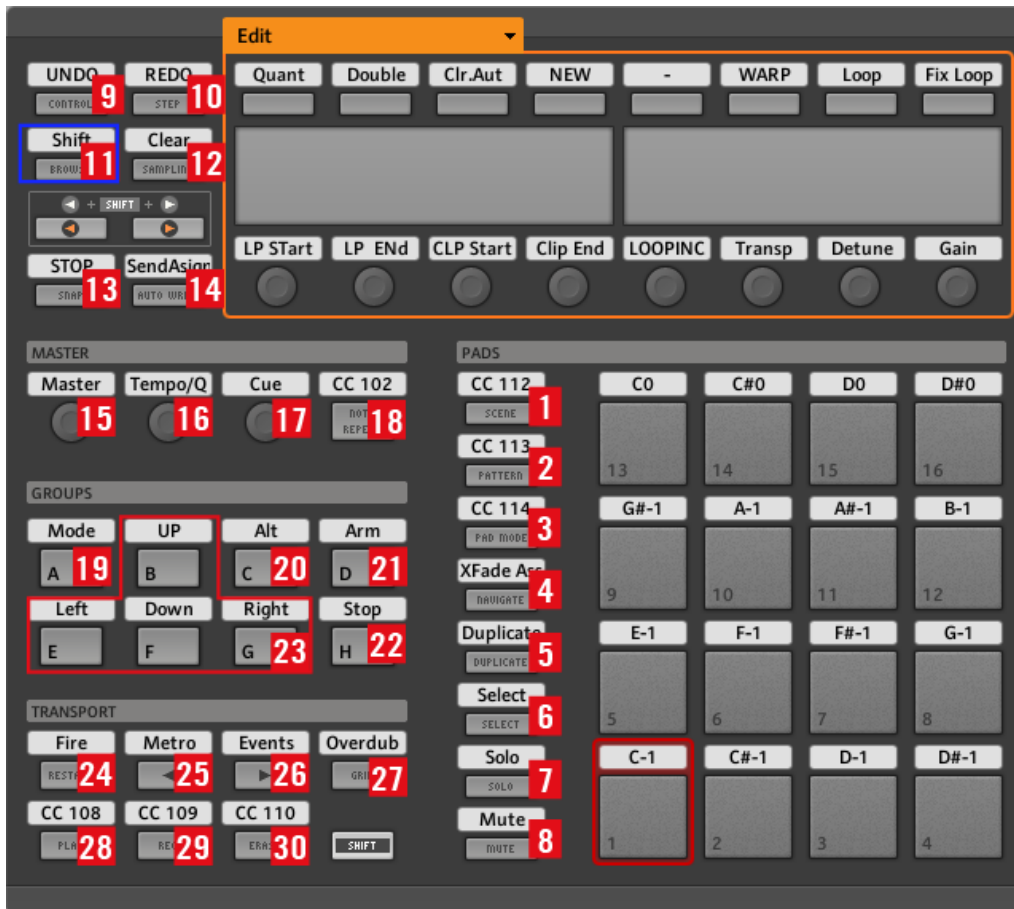 Edit
UNDO REDO Quant Double Clr.Aut NEW - WARP Loop Fix Loop
CONTROL 9 STEP 10
Shift Clear
11 SAMPLIN 12
+ SHIFT +
STOP SendAsign LP STart LP ENd CLP Start Clip End LOOPINC Transp Detune Gain
SNAP 13 AUTO WR 14
MASTER PADS
Master Tempo/Q Cue CC 102 CC 112 C0 C#0 D0 D#0
15 16 17 18 SCENE 1
CC 113
PATTERN 2 13 14 15 16
GROUPS
Mode UP Alt Arm CC 114 G#-1 A-1 A#-1 B-1
A 19 B C 20 D 21 PAD MODE 3
XFade Ass
Left Down Right Stop NAVIGATE 4 9 10 11 12
E F G 23 H 22 Duplicate E-1 F-1 F#-1 G-1
DUPLICATE 5
Select
TRANSPORT SELECT 6 5 6 7 8
Fire Metro Events Overdub Solo C-1 C#-1 D-1 D#-1
24 25 26 27 SOLO 7
CC 108 CC 109 CC 110 Mute
28 29 30 SHIFT MUTE 8 1 2 3 4